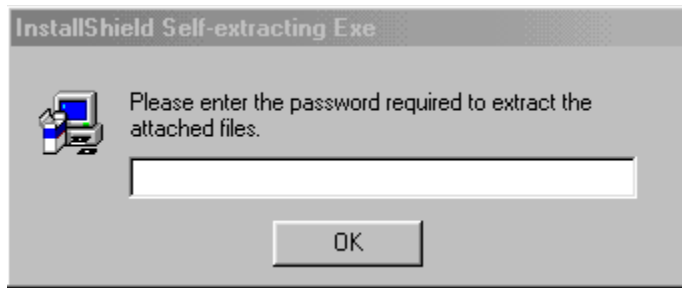 InstallShield Self-extracting Exe
Please enter the password required to extract the
attached files.
OK